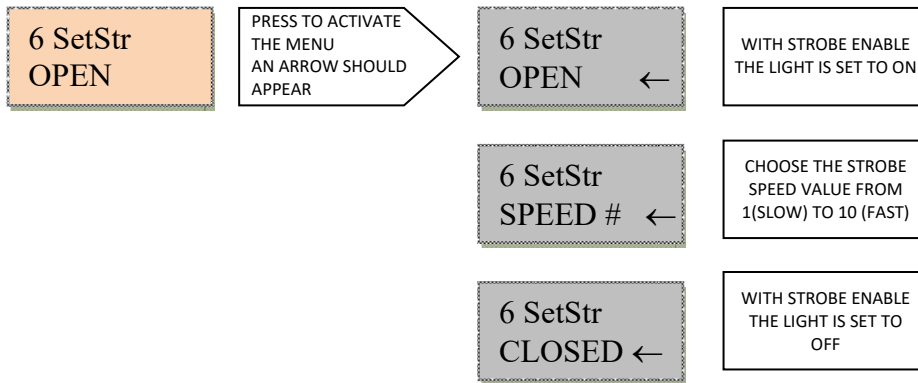 6 SetStr
OPEN
PRESS TO ACTIVATE
THE MENU
AN ARROW SHOULD
APPEAR
6 SetStr
OPEN ←
WITH STROBE ENABLE
THE LIGHT IS SET TO ON
6 SetStr
SPEED # ←
CHOOSE THE STROBE
SPEED VALUE FROM
1(SLOW) TO 10 (FAST)
6 SetStr
CLOSED ←
WITH STROBE ENABLE
THE LIGHT IS SET TO
OFF